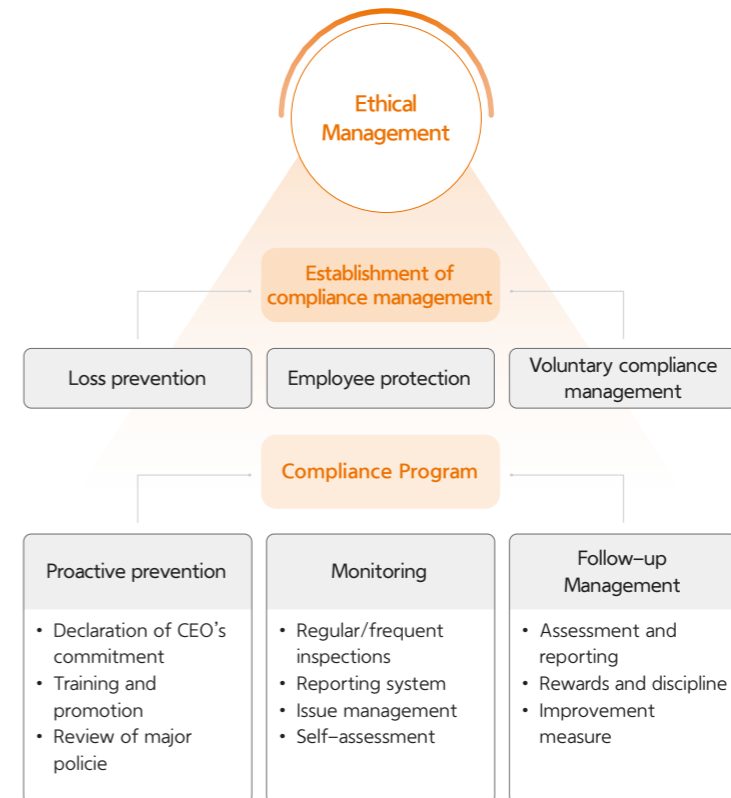 Ethical
Management
Establishment of
compliance management
Loss prevention
Employee protection
Voluntary compliance
management
Compliance Program
Proactive prevention
• Declaration of CEO's
commitment
• Training and
promotion
• Review of major
policie
Monitoring
• Regular/frequent
inspections
• Reporting system
• Issue management
• Self–assessment
Follow–up
Management
• Assessment and
reporting
• Rewards and discipline
• Improvement
measure